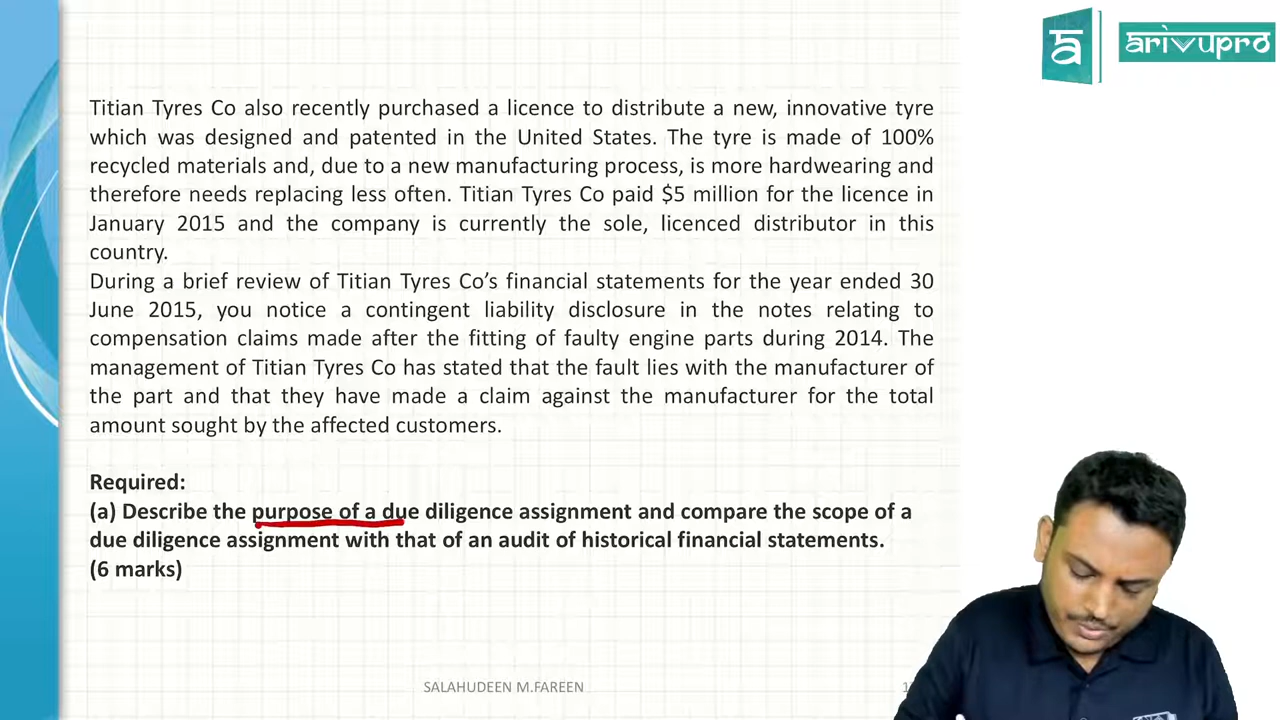 arivupro
Titian Tyres Co also recently purchased a licence to distribute a new, innovative tyre
which was designed and patented in the United States. The tyre is made of 100%
recycled materials and, due to a new manufacturing process, is more hardwearing and
therefore needs replacing less often. Titian Tyres Co paid $5 million for the licence in
January 2015 and the company is currently the sole, licenced distributor in this
country.
During a brief review of Titian Tyres Co’s financial statements for the year ended 30
June 2015, you notice a contingent liability disclosure in the notes relating to
compensation claims made after the fitting of faulty engine parts during 2014. The
management of Titian Tyres Co has stated that the fault lies with the manufacturer of
the part and that they have made a claim against the manufacturer for the total
amount sought by the affected customers.
Required:
(a) Describe the purpose of a due diligence assignment and compare the scope of a
due diligence assignment with that of an audit of historical financial statements.
(6 marks)
SALAHUDEEN M.FAREEN